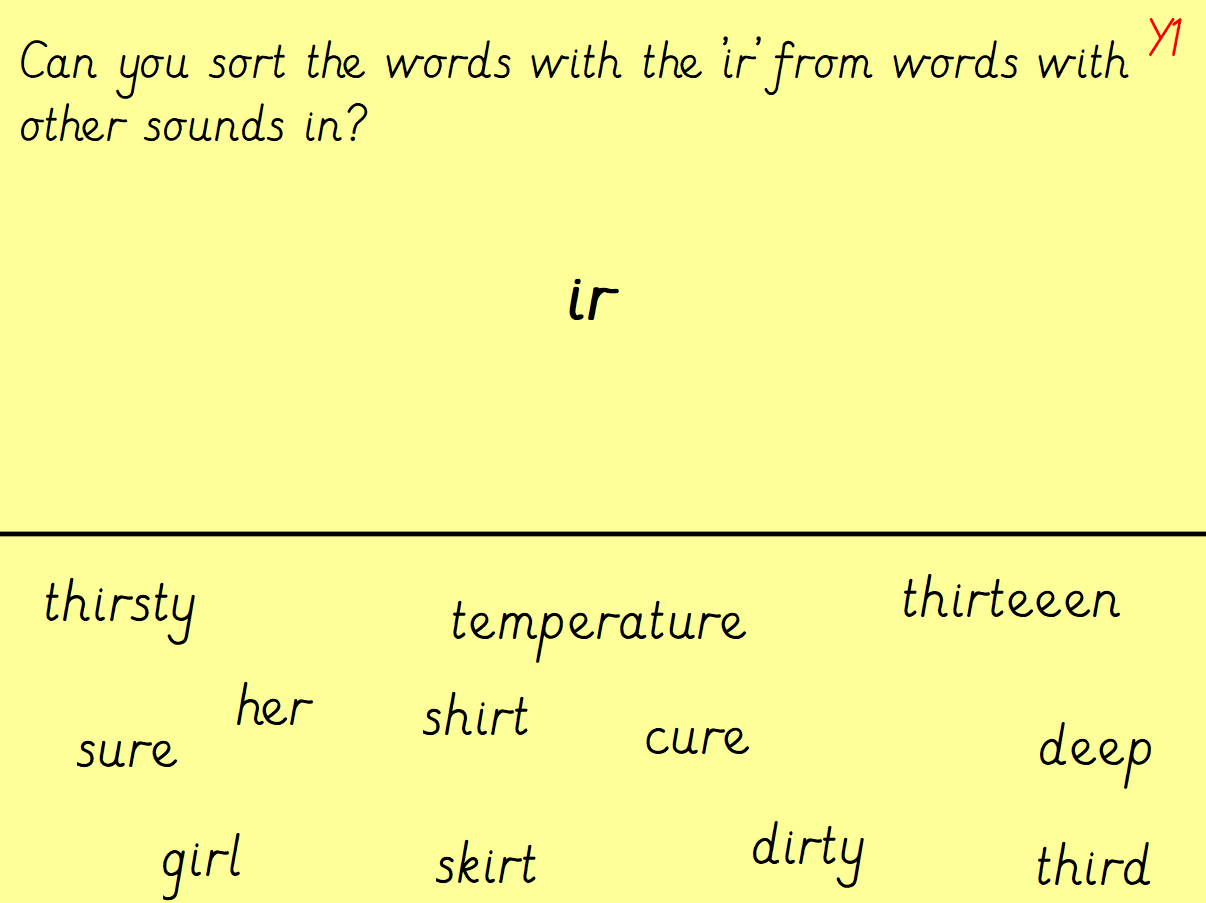 Can you sort the words with the 'ir' from words with Y1
other sounds in?
ir
thirsty temperature thirteeen
her shirt cure deep
sure
girl skirt dirty third